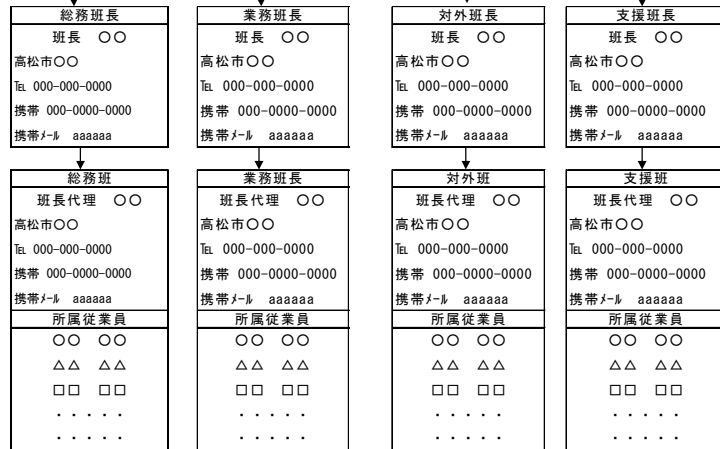 総務班長
班長 〇〇
高松市〇〇
℡ 000-000-0000
携帯 000-0000-0000
携帯ﾒｰﾙ aaaaaa
業務班長
班長 〇〇
高松市〇〇
℡ 000-000-0000
携帯 000-0000-0000
携帯ﾒｰﾙ aaaaaa
対外班長
班長 〇〇
高松市〇〇
℡ 000-000-0000
携帯 000-0000-0000
携帯ﾒｰﾙ aaaaaa
支援班長
班長 〇〇
高松市〇〇
℡ 000-000-0000
携帯 000-0000-0000
携帯ﾒｰﾙ aaaaaa
総務班
班長代理 〇〇
高松市〇〇
℡ 000-000-0000
携帯 000-0000-0000
携帯ﾒｰﾙ aaaaaa
所属従業員
〇〇 〇〇
△△ △△
□□ □□
・・・・・
・・・・・
業務班長
班長代理 〇〇
高松市〇〇
℡ 000-000-0000
携帯 000-0000-0000
携帯ﾒｰﾙ aaaaaa
所属従業員
〇〇 〇〇
△△ △△
□□ □□
・・・・・
・・・・・
対外班
班長代理 〇〇
高松市〇〇
℡ 000-000-0000
携帯 000-0000-0000
携帯ﾒｰﾙ aaaaaa
所属従業員
〇〇 〇〇
△△ △△
□□ □□
・・・・・
・・・・・
支援班
班長代理 〇〇
高松市〇〇
℡ 000-000-0000
携帯 000-0000-0000
携帯ﾒｰﾙ aaaaaa
所属従業員
〇〇 〇〇
△△ △△
□□ □□
・・・・・
・・・・・